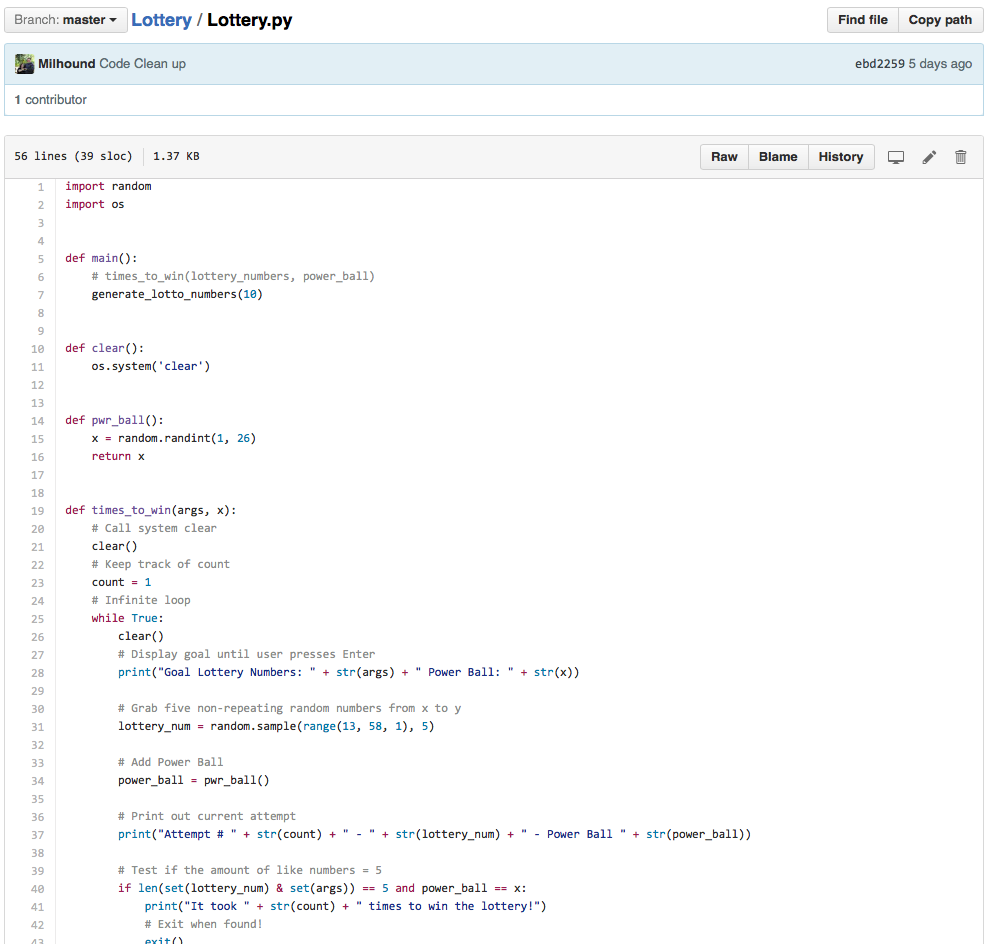 Branch: master Lottery / Lottery.py Find file Copy path
Milhound Code Clean up ebd2259 5 days ago
1 contributor
56 lines (39 sloc) 1.37 KB Raw Blame History
1 import random
2 import os
3
4
5 def main():
6     # times_to_win(lottery_numbers, power_ball)
7     generate_lotto_numbers(10)
8
9
10 def clear():
11     os.system('clear')
12
13
14 def pwr_ball():
15     x = random.randint(1, 26)
16     return x
17
18
19 def times_to_win(args, x):
20     # Call system clear
21     clear()
22     # Keep track of count
23     count = 1
24     # Infinite loop
25     while True:
26         clear()
27         # Display goal until user presses Enter
28         print("Goal Lottery Numbers: " + str(args) + " Power Ball: " + str(x))
29
30         # Grab five non-repeating random numbers from x to y
31         lottery_num = random.sample(range(13, 58, 1), 5)
32
33         # Add Power Ball
34         power_ball = pwr_ball()
35
36         # Print out current attempt
37         print("Attempt # " + str(count) + " - " + str(lottery_num) + " - Power Ball " + str(power_ball))
38
39         # Test if the amount of like numbers = 5
40         if len(set(lottery_num) & set(args)) == 5 and power_ball == x:
41             print("It took " + str(count) + " times to win the lottery!")
42             # Exit when found!
43             exit()